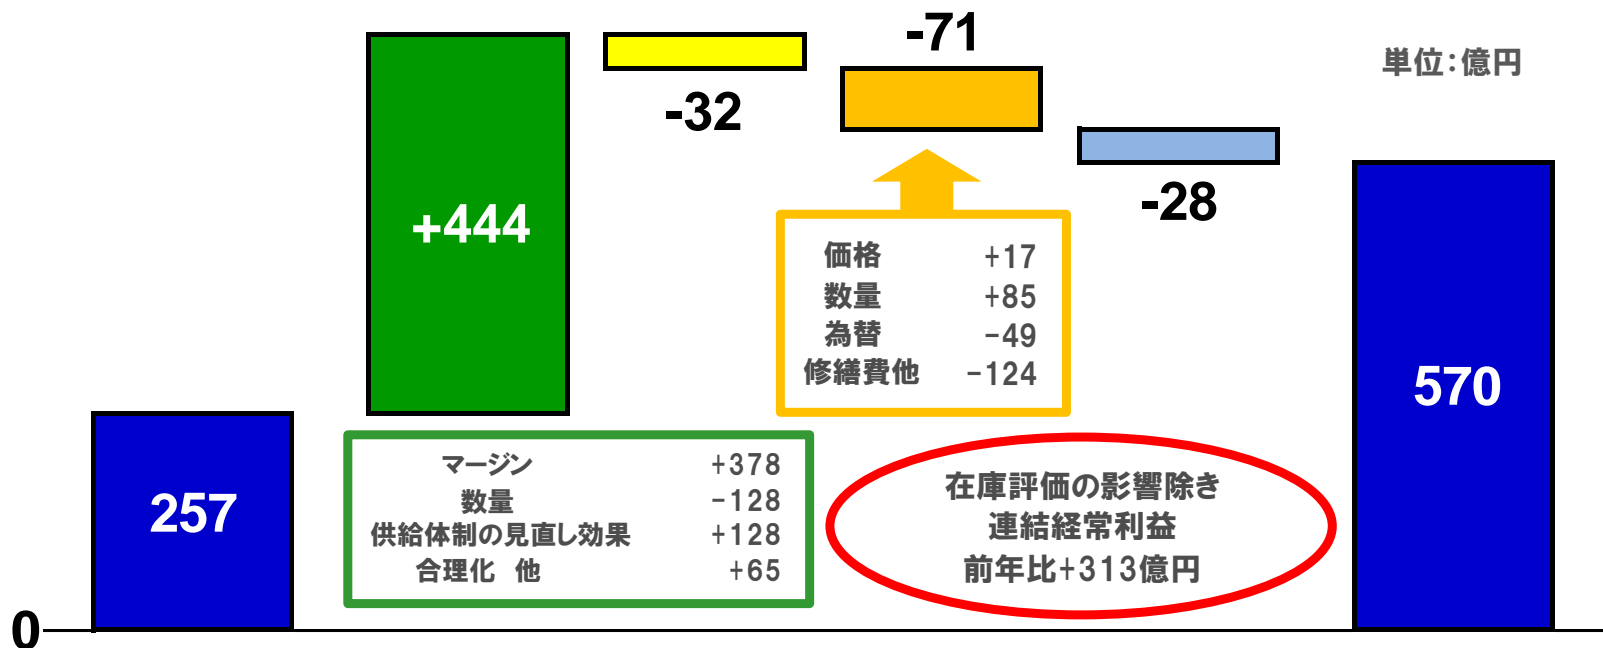 -71
単位:億円
-32
+444
-28
価格 +17
数量 +85
為替 -49
修繕費他 -124
570
257
マージン +378
数量 -128
供給体制の見直し効果 +128
合理化 他 +65
在庫評価の影響除き
連結経常利益
前年比+313億円
0